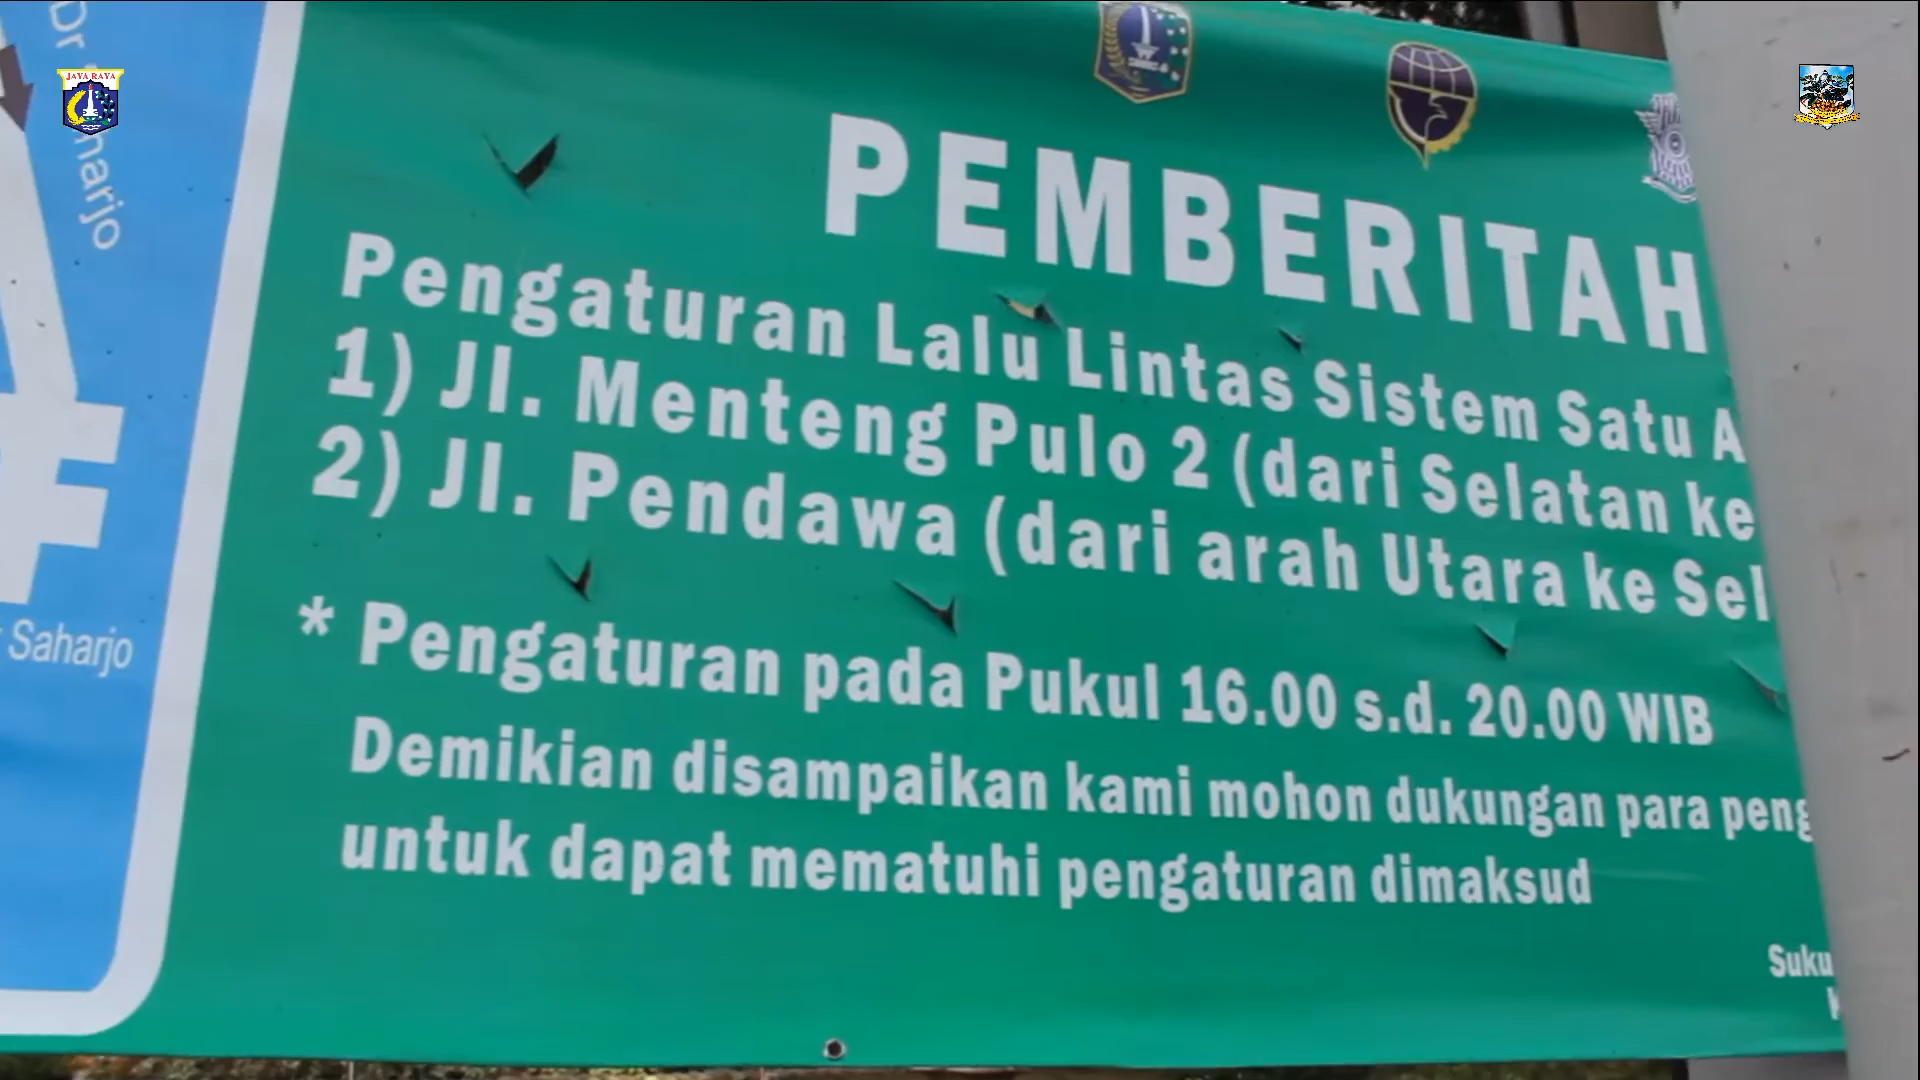 JAYA RAYA
Dr
harjo
Saharjo
PEMBERITAH
Pengaturan Lalu Lintas Sistem Satu A
1) Jl. Menteng Pulo 2 (dari Selatan ke
2) Jl. Pendawa (dari arah Utara ke Sel
* Pengaturan pada Pukul 16.00 s.d. 20.00 WIB
Demikian disampaikan kami mohon dukungan para peng
untuk dapat mematuhi pengaturan dimaksud
Suku